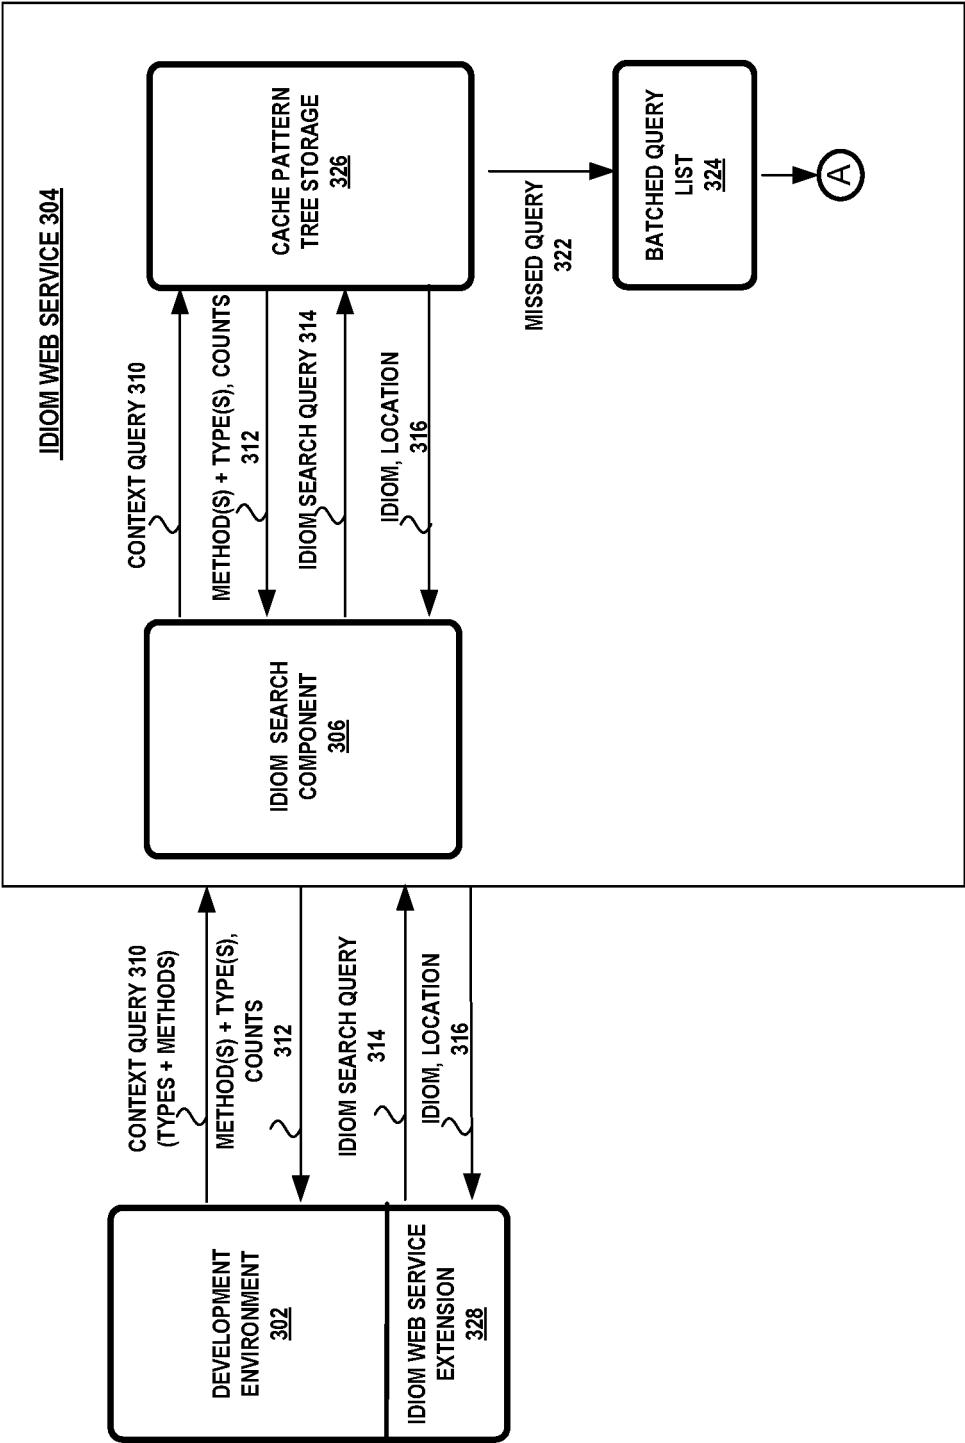 IDIOM WEB SERVICE 304
DEVELOPMENT
ENVIRONMENT
302
IDIOM WEB SERVICE
EXTENSION
328
CONTEXT QUERY 310
(TYPES + METHODS)
METHOD(S) + TYPE(S),
COUNTS
312
IDIOM SEARCH QUERY
314
IDIOM, LOCATION
316
IDIOM SEARCH
COMPONENT
306
CONTEXT QUERY 310
METHOD(S) + TYPE(S), COUNTS
312
IDIOM SEARCH QUERY 314
IDIOM, LOCATION
316
CACHE PATTERN
TREE STORAGE
326
MISSED QUERY
322
BATCHED QUERY
LIST
324
A